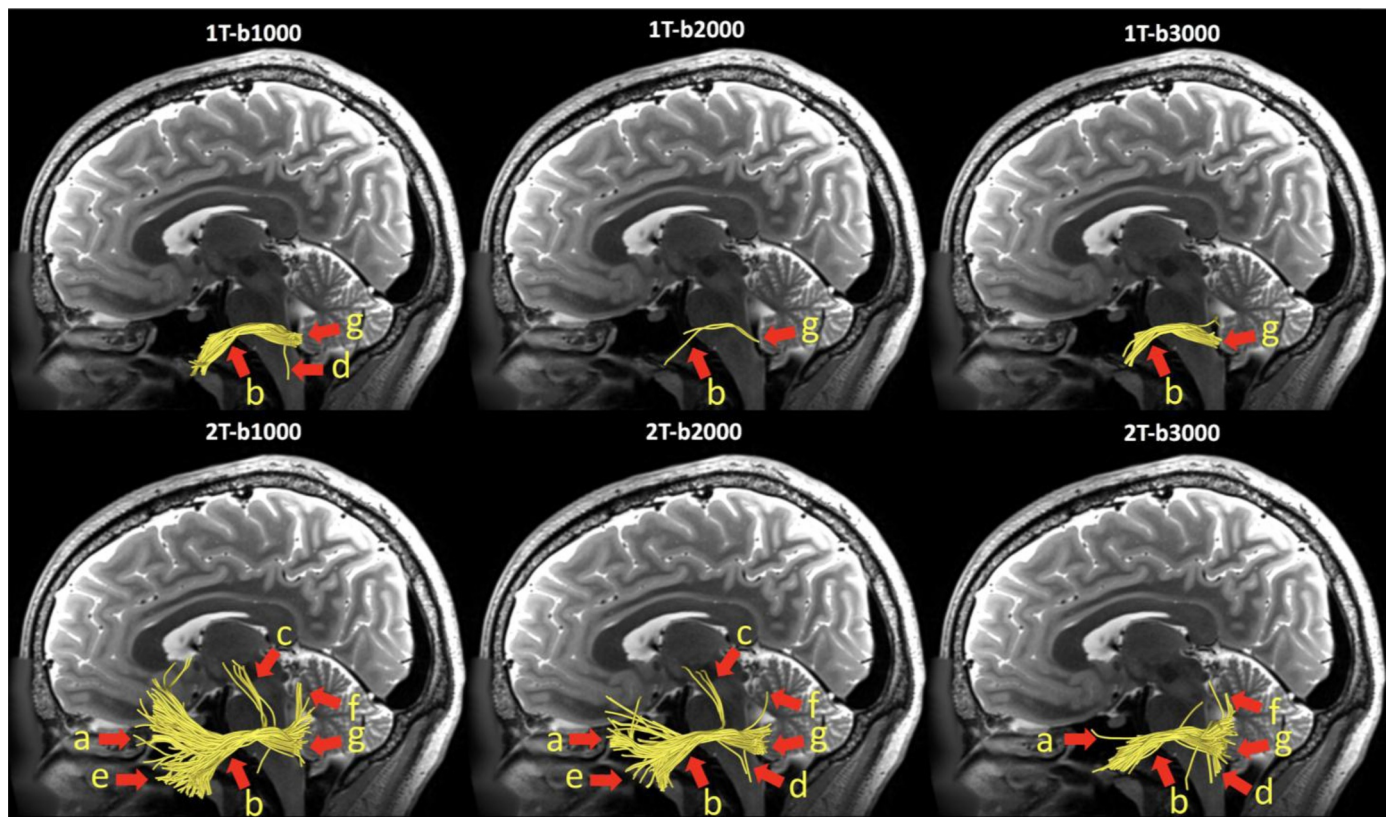 1T-b1000 1T-b2000 1T-b3000
g g g
d
b b b
2T-b1000 2T-b2000 2T-b3000
c c
f f f
a g a g a g
e e d d
b b b